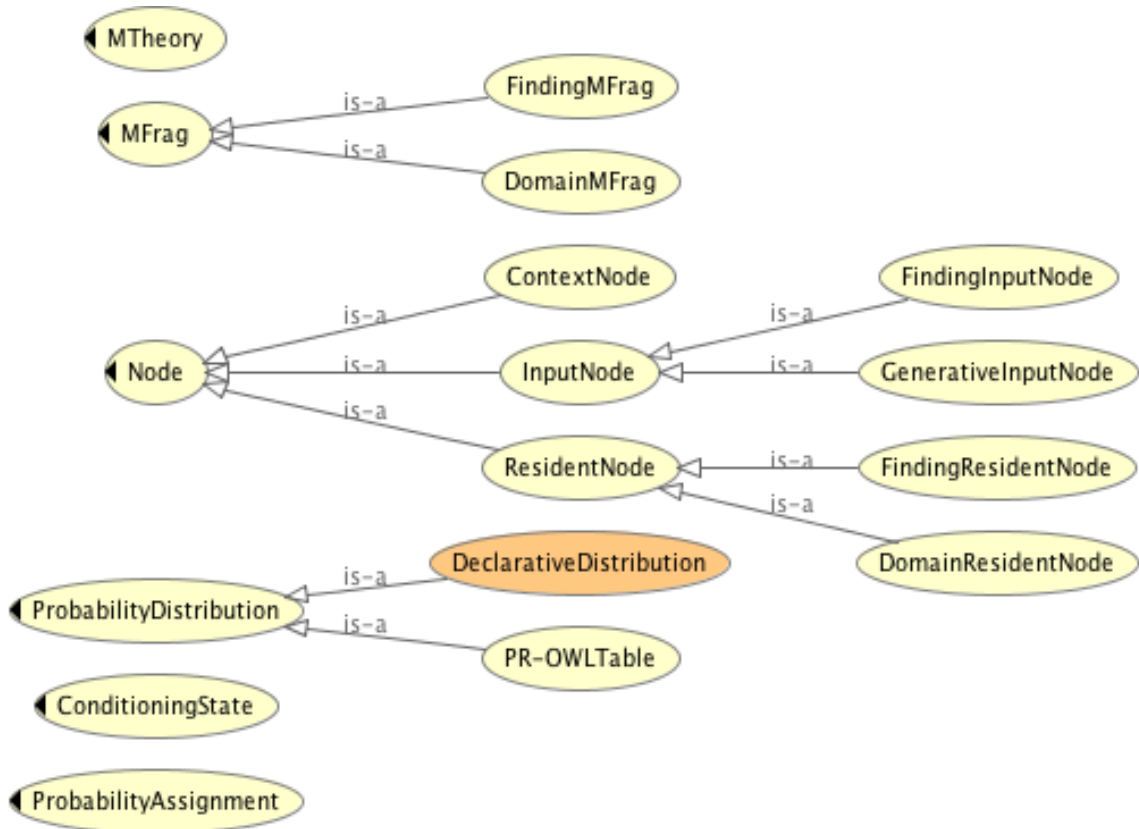 MTheory
FindingMFrag
is-a
MFrag
is-a
DomainMFrag
ContextNode
FindingInputNode
is-a
is-a
Node
is-a
InputNode
is-a
GenerativeInputNode
is-a
ResidentNode
is-a
FindingResidentNode
is-a
DeclarativeDistribution
DomainResidentNode
is-a
ProbabilityDistribution
is-a
PR-OWLTable
ConditioningState
ProbabilityAssignment